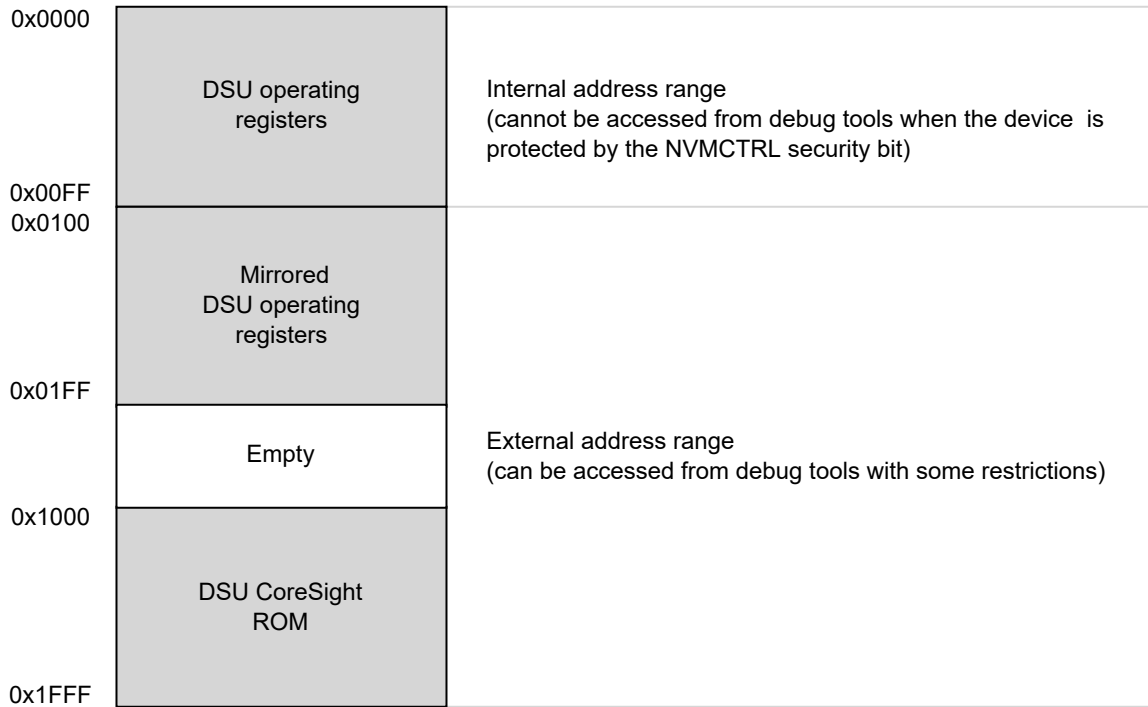 0x0000
DSU operating
registers
Internal address range
(cannot be accessed from debug tools when the device is
protected by the NVMCTRL security bit)
0x00FF
0x0100
Mirrored
DSU operating
registers
0x01FF
Empty
External address range
(can be accessed from debug tools with some restrictions)
0x1000
DSU CoreSight
ROM
0x1FFF